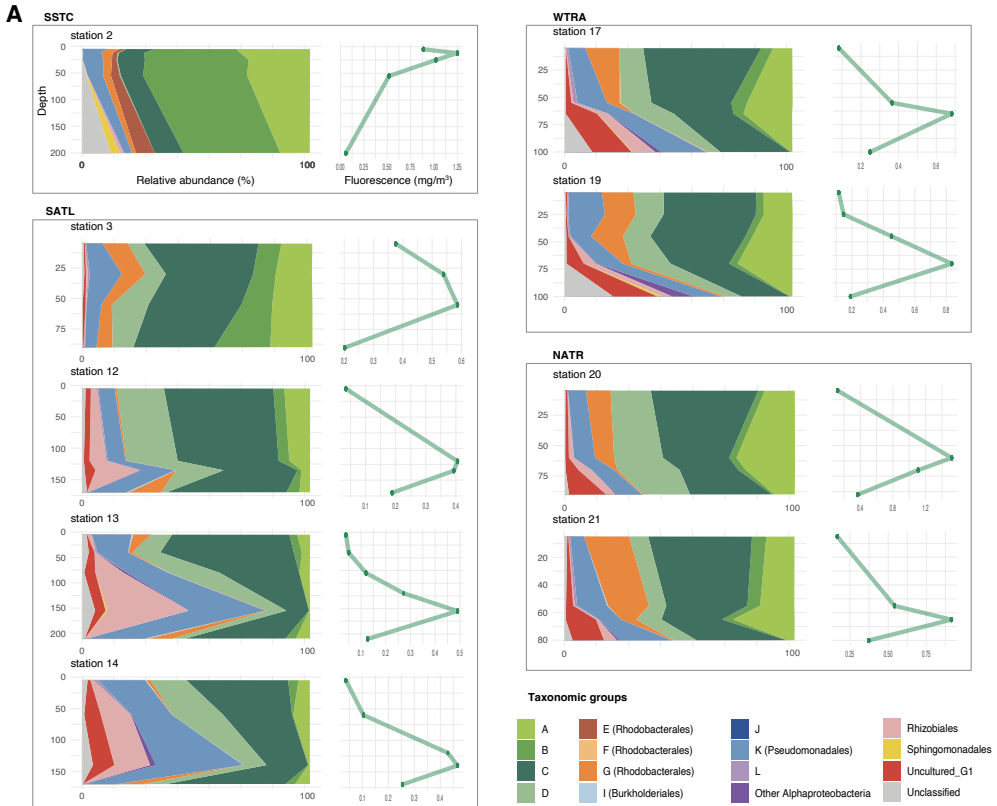 A
SSTC
station 2
0
50
100
150
200
Depth
0
100
Relative abundance (%)
0.00 0.25 0.50 0.75 1.00 1.25
Fluorescence (mg/m³)
SATL
station 3
25
50
75
0
100
0.2 0.3 0.4 0.5 0.6
station 12
0
50
100
150
0
100
0.1 0.2 0.3 0.4
station 13
0
50
100
150
200
0
100
0.1 0.2 0.3 0.4 0.5
station 14
0
50
100
150
0
100
0.1 0.2 0.3 0.4
WTRA
station 17
25
50
75
100
0
100
0.2 0.4 0.6
station 19
25
50
75
100
0
100
0.2 0.4 0.6 0.8
NATR
station 20
25
50
75
0
100
0.4 0.8 1.2
station 21
20
40
60
80
0
100
0.25 0.50 0.75
Taxonomic groups
A
B
C
D
E (Rhodobacterales)
F (Rhodobacterales)
G (Rhodobacterales)
I (Burkholderiales)
J
K (Pseudomonadales)
L
Other Alphaproteobacteria
Rhizobiales
Sphingomonadales
Uncultured_G1
Unclassified